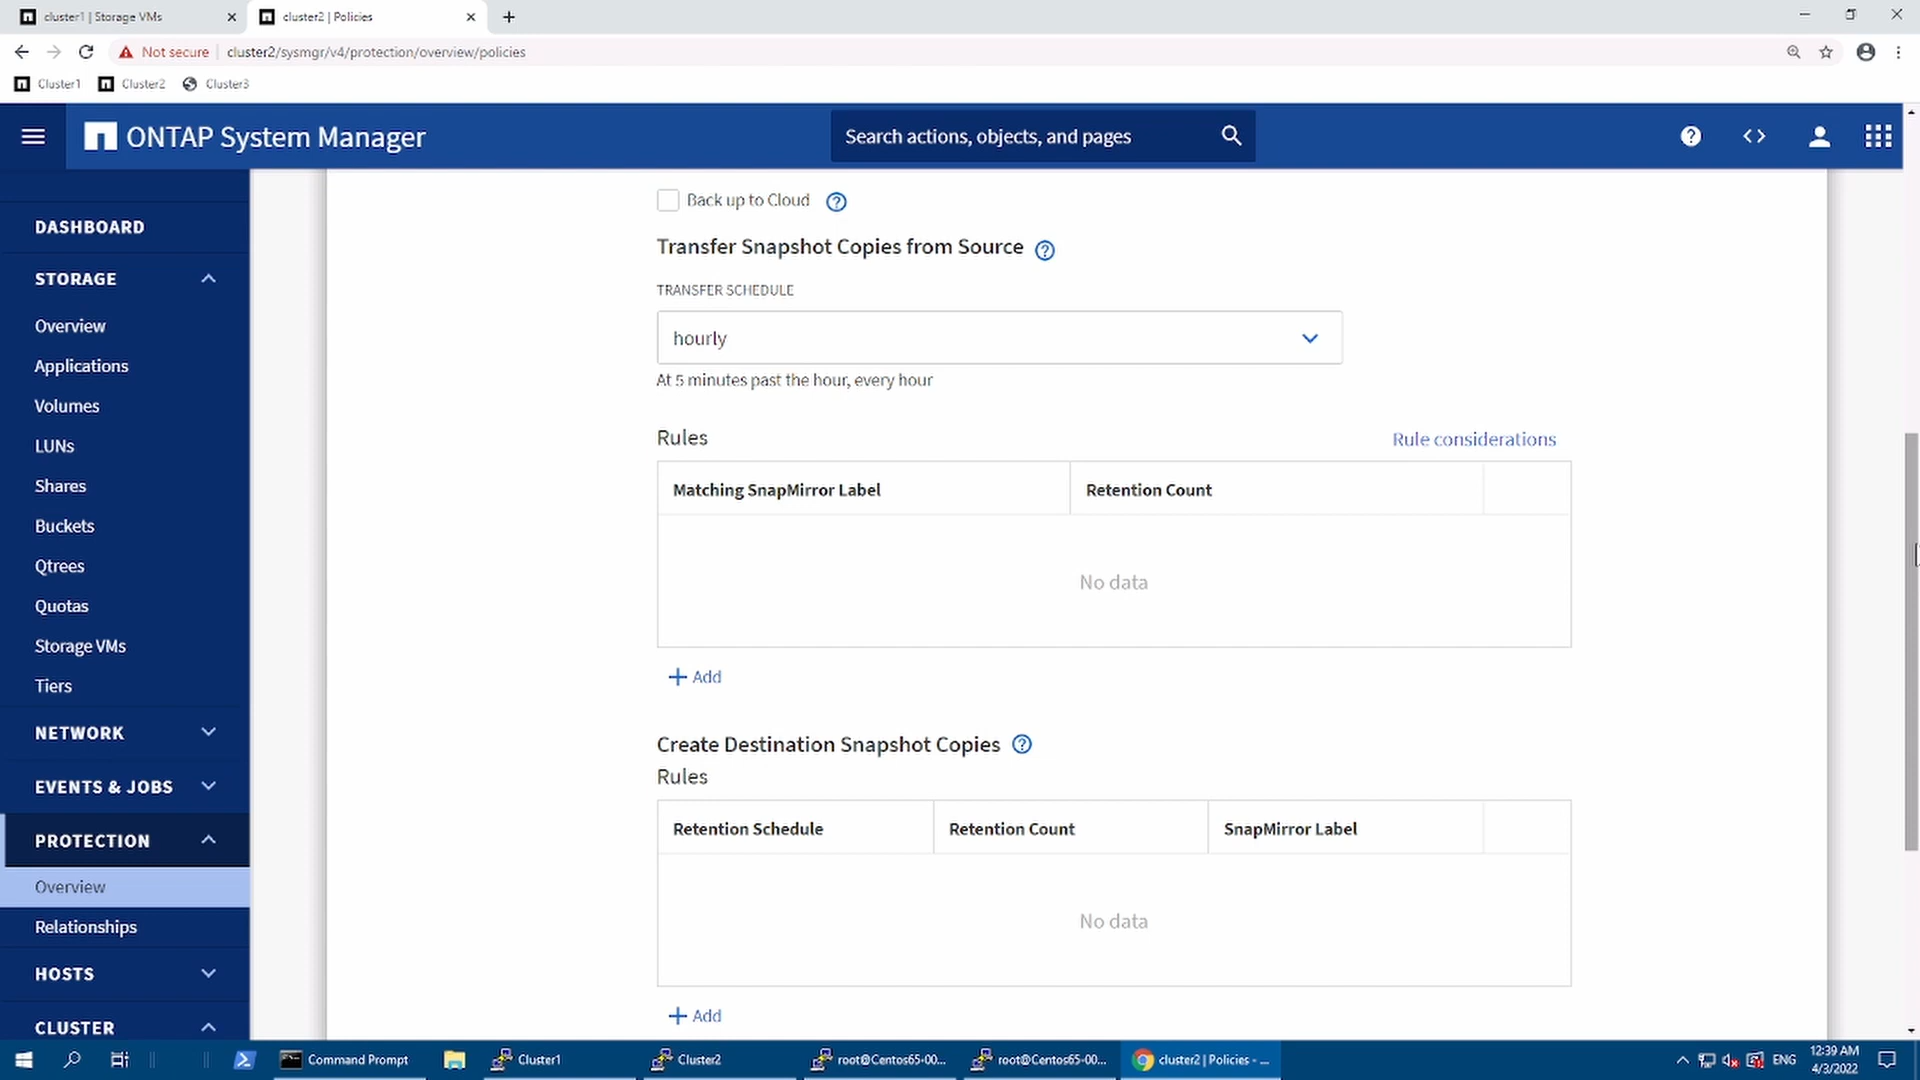 cluster1 | Storage VMs
cluster2 | Policies
Not secure
cluster2/sysmgr/v4/protection/overview/policies
Cluster1
Cluster2
Cluster3
ONTAP System Manager
Search actions, objects, and pages
DASHBOARD
STORAGE
Overview
Applications
Volumes
LUNs
Shares
Buckets
Qtrees
Quotas
Storage VMs
Tiers
NETWORK
EVENTS & JOBS
PROTECTION
Overview
Relationships
HOSTS
CLUSTER
Back up to Cloud
Transfer Snapshot Copies from Source
TRANSFER SCHEDULE
hourly
At 5 minutes past the hour, every hour
Rules
Rule considerations
Matching SnapMirror Label
Retention Count
No data
Add
Create Destination Snapshot Copies
Rules
Retention Schedule
Retention Count
SnapMirror Label
No data
Add
Command Prompt
Cluster1
Cluster2
root@Centos65-00...
root@Centos65-00...
cluster2 | Policies - ...
ENG
12:39 AM
4/3/2022